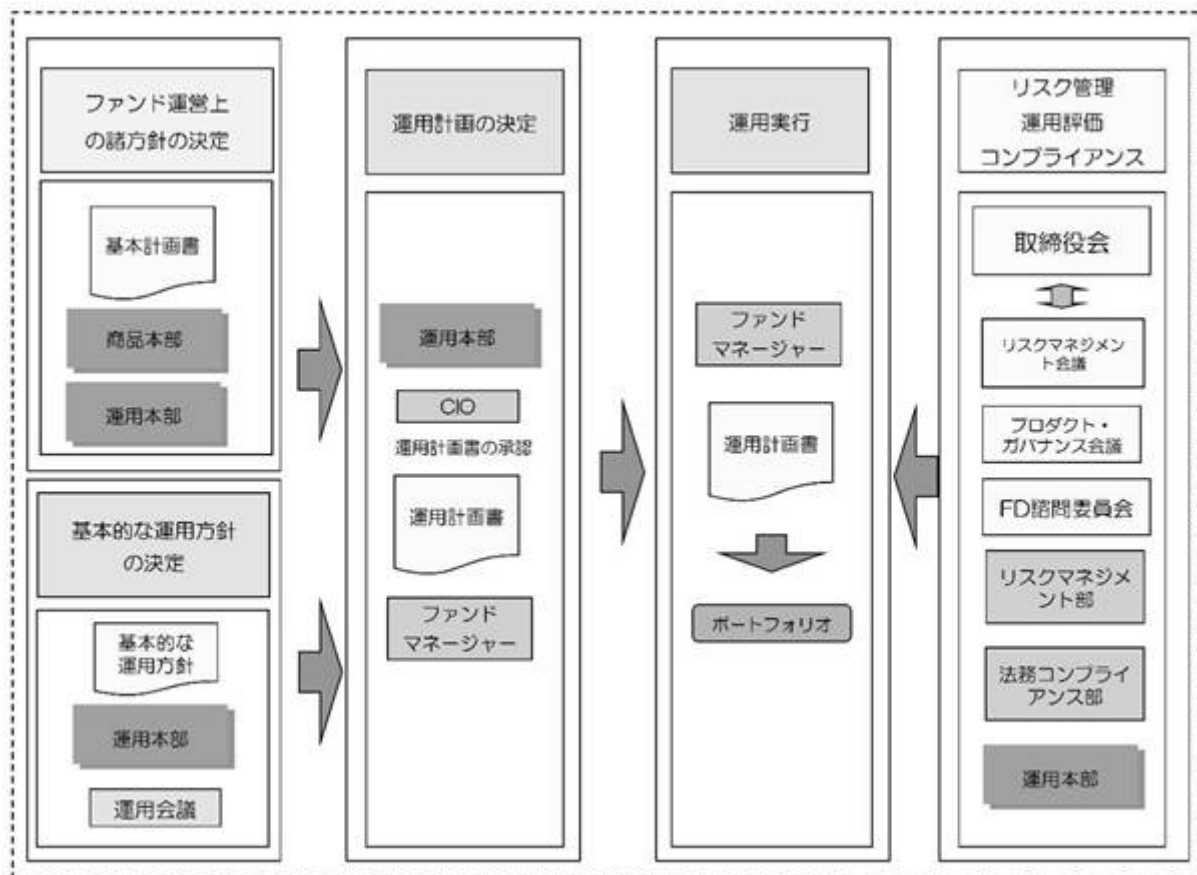 ファンド運営上
の諸方針の決定
基本計画書
商品本部
運用本部
基本的な運用方針
の決定
基本的な
運用方針
運用本部
運用会議
運用計画の決定
運用本部
CIO
運用計画書の承認
運用計画書
ファンド
マネージャー
運用実行
ファンド
マネージャー
運用計画書
ポートフォリオ
リスク管理
運用評価
コンプライアンス
取締役会
リスクマネジメン
ト会議
プロダクト・
ガバナンス会議
FD諮問委員会
リスクマネジメ
ント部
法務コンプライ
アンス部
運用本部